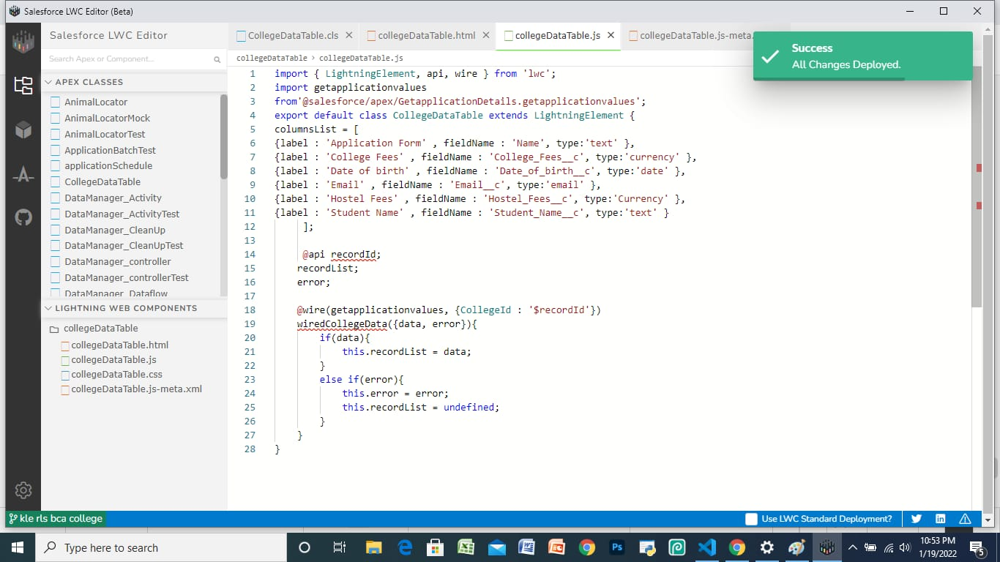 Salesforce LWC Editor (Beta)
Salesforce LWC Editor
CollegeDataTable.cls
collegeDataTable.html
collegeDataTable.js
collegeDataTable.js-meta.
Success
All Changes Deployed.
Search Apex or Component...
collegeDataTable > collegeDataTable.js
APEX CLASSES
AnimalLocator
AnimalLocatorMock
AnimalLocatorTest
ApplicationBatchTest
applicationSchedule
CollegeDataTable
DataManager_Activity
DataManager_ActivityTest
DataManager_CleanUp
DataManager_CleanUpTest
DataManager_controller
DataManager_controllerTest
DataManager_Dataflow
LIGHTNING WEB COMPONENTS
collegeDataTable
collegeDataTable.html
collegeDataTable.js
collegeDataTable.css
collegeDataTable.js-meta.xml
1 import { LightningElement, api, wire } from 'lwc';
2 import getapplicationvalues
3 from'@salesforce/apex/GetapplicationDetails.getapplicationvalues';
4 export default class CollegeDataTable extends LightningElement {
5 columnsList = [
6 {label : 'Application Form' , fieldName : 'Name', type:'text' },
7 {label : 'College Fees' , fieldName : 'College_Fees__c', type:'currency' },
8 {label : 'Date of birth' , fieldName : 'Date_of_birth__c', type:'date' },
9 {label : 'Email' , fieldName : 'Email__c', type:'email' },
10 {label : 'Hostel Fees' , fieldName : 'Hostel_Fees__c', type:'Currency' },
11 {label : 'Student Name' , fieldName : 'Student_Name__c', type:'text' }
12 ];
13
14 @api recordId;
15 recordList;
16 error;
17
18 @wire(getapplicationvalues, {CollegeId : '$recordId'})
19 wiredCollegeData({data, error}){
20 if(data){
21 this.recordList = data;
22 }
23 else if(error){
24 this.error = error;
25 this.recordList = undefined;
26 }
27 }
28 }
kle rls bca college
Use LWC Standard Deployment?
Type here to search
10:53 PM
1/19/2022
5